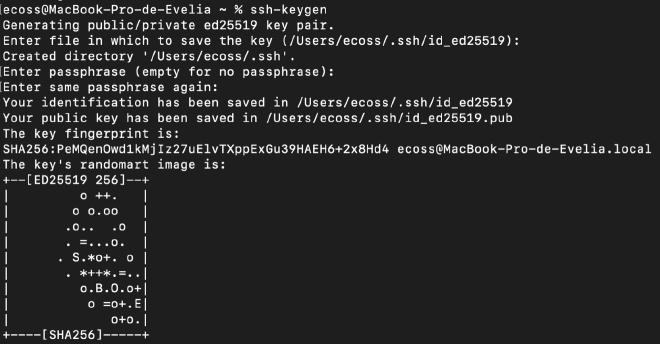 [ecoss@MacBook-Pro-de-Evelia ~ % ssh-keygen
Generating public/private ed25519 key pair.
Enter file in which to save the key (/Users/ecoss/.ssh/id_ed25519):
Created directory '/Users/ecoss/.ssh'.
[Enter passphrase (empty for no passphrase):
[Enter same passphrase again:
Your identification has been saved in /Users/ecoss/.ssh/id_ed25519
Your public key has been saved in /Users/ecoss/.ssh/id_ed25519.pub
The key fingerprint is:
SHA256:PeMQenOwd1kMjIz27uElvTXppExGu39HAEH6+2x8Hd4 ecoss@MacBook-Pro-de-Evelia.local
The key's randomart image is:
+--[ED25519 256]--+
|          o ++.  |
|         o o.oo  |
|        .o..  .o |
|        . =...o. |
|       . S.*o+. o |
|        . *++*.=..|
|          o.B.O.o+|
|           o =o+.E|
|              o+o.|
+----[SHA256]-----+